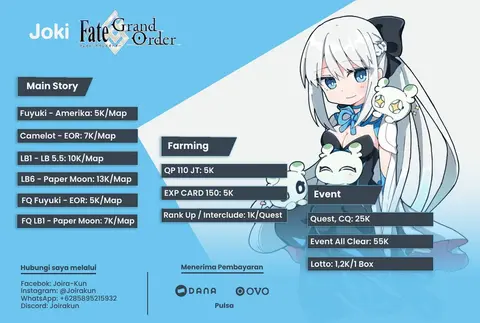 Joki Fate Grand Order
Main Story
Fuyuki - Amerika: 5K/Map
Camelot - EOR: 7K/Map
LB1 - LB 5.5: 10K/Map
LB6 - Paper Moon: 13K/Map
FQ Fuyuki - EOR: 5K/Map
FQ LB1 - Paper Moon: 7K/Map
Farming
QP 110 JT: 5K
EXP CARD 150: 5K
Rank Up / Interclude: 1K/Quest
Event
Quest, CQ: 25K
Event All Clear: 55K
Lotto: 1,2K/1 Box
Hubungi saya melalui
Facebok: Joira-Kun
Instagram: @Joirakun
WhatsApp: +6285895215932
Discord: Joirakun
Menerima Pembayaran
DANA OVO
Pulsa